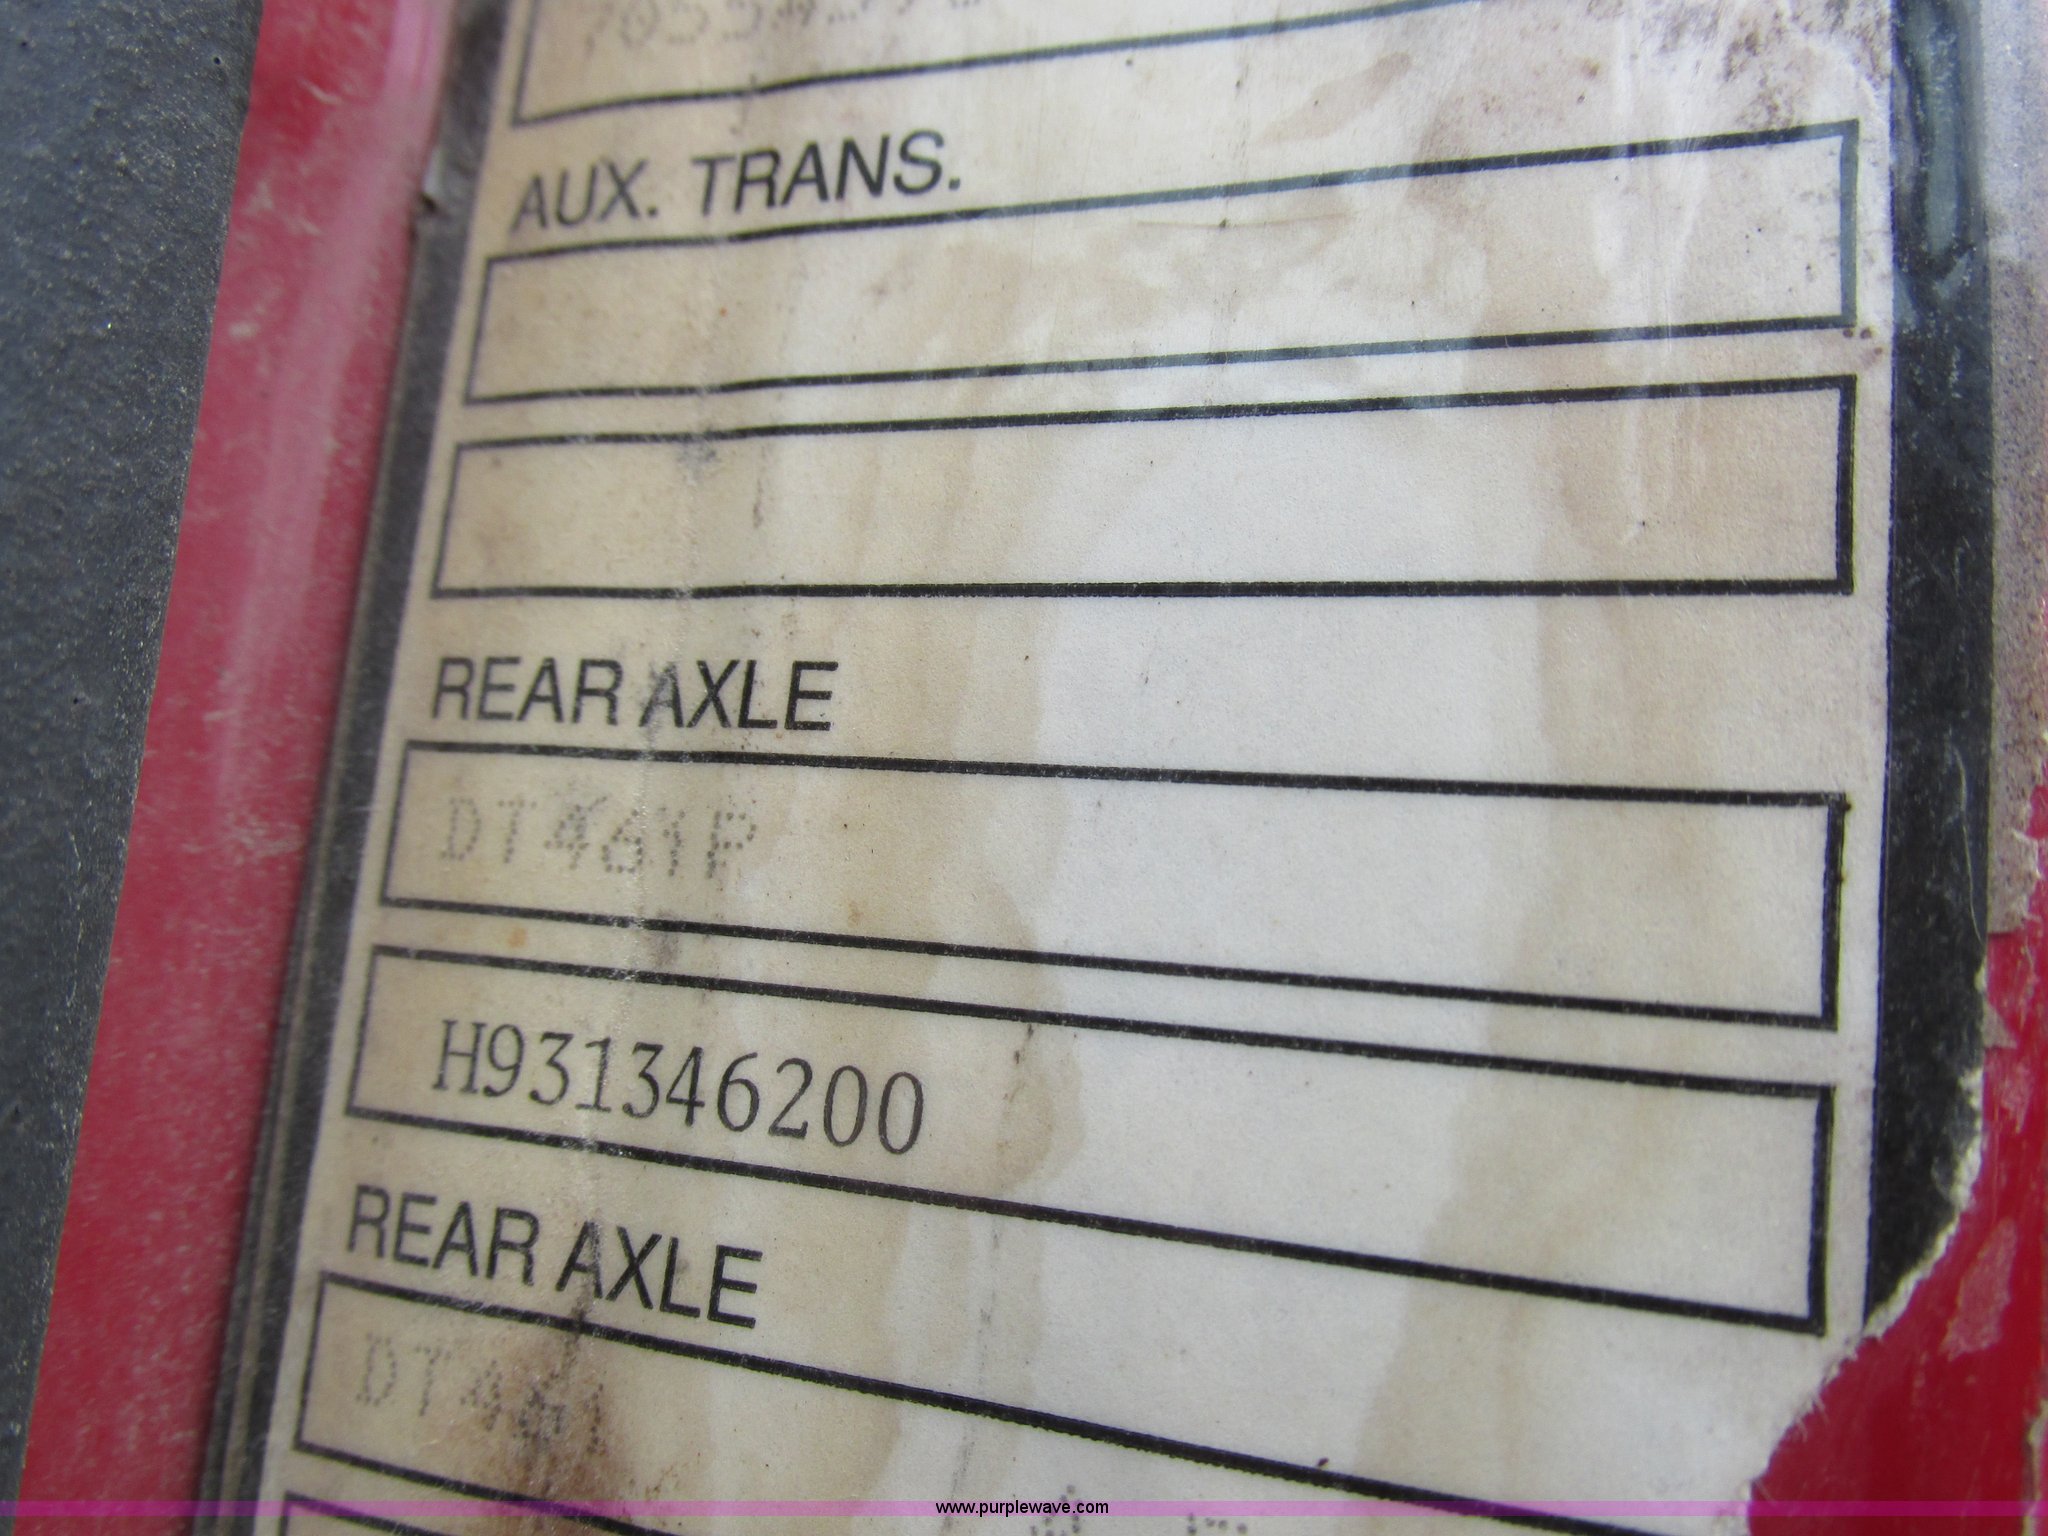 AUX. TRANS.
REAR AXLE
DT461P
H931346200
REAR AXLE
www.purplewave.com